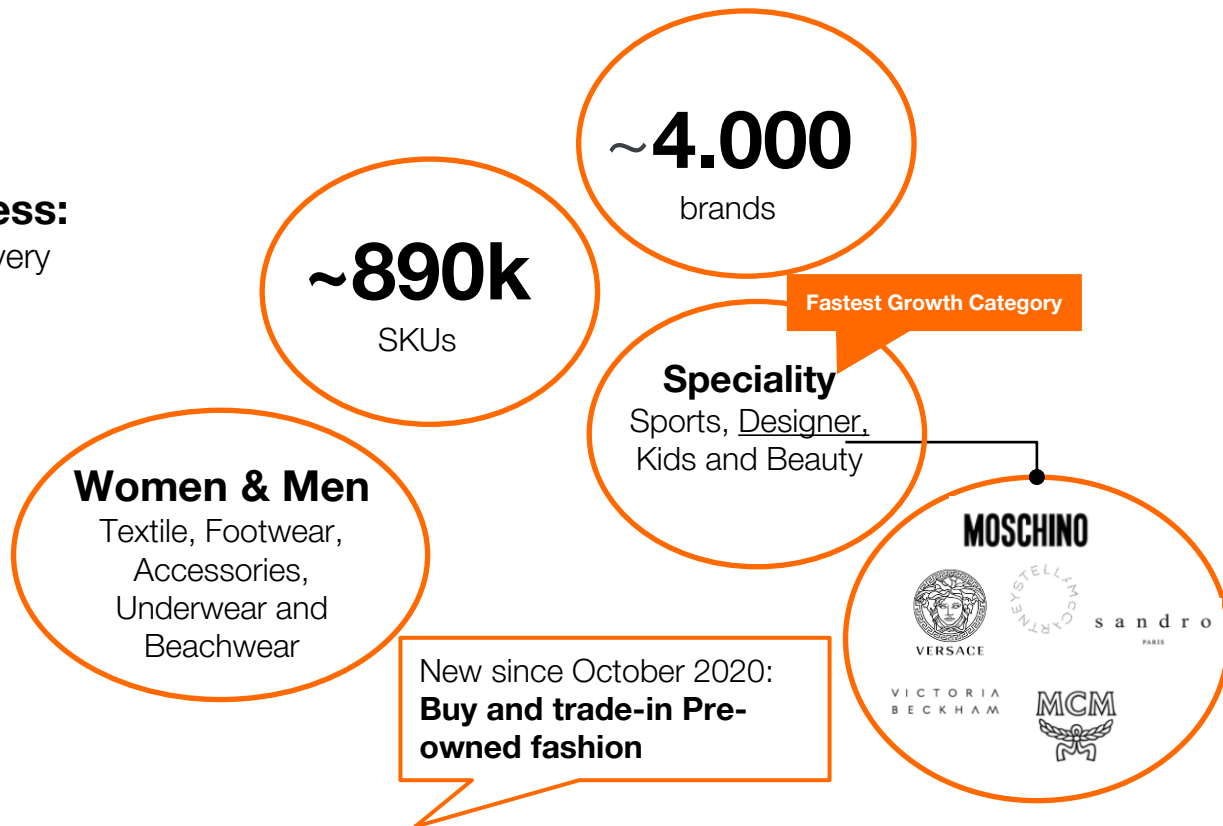 ~4.000
brands
ess:
very
~890k
SKUs
Fastest Growth Category
Speciality
Sports, Designer,
Kids and Beauty
Women & Men
Textile, Footwear,
Accessories,
Underwear and
Beachwear
MOSCHINO
STELLA McCARTNEY
VERSACE
sandro
PARIS
VICTORIA
BECKHAM
MCM
New since October 2020:
Buy and trade-in Pre-
owned fashion